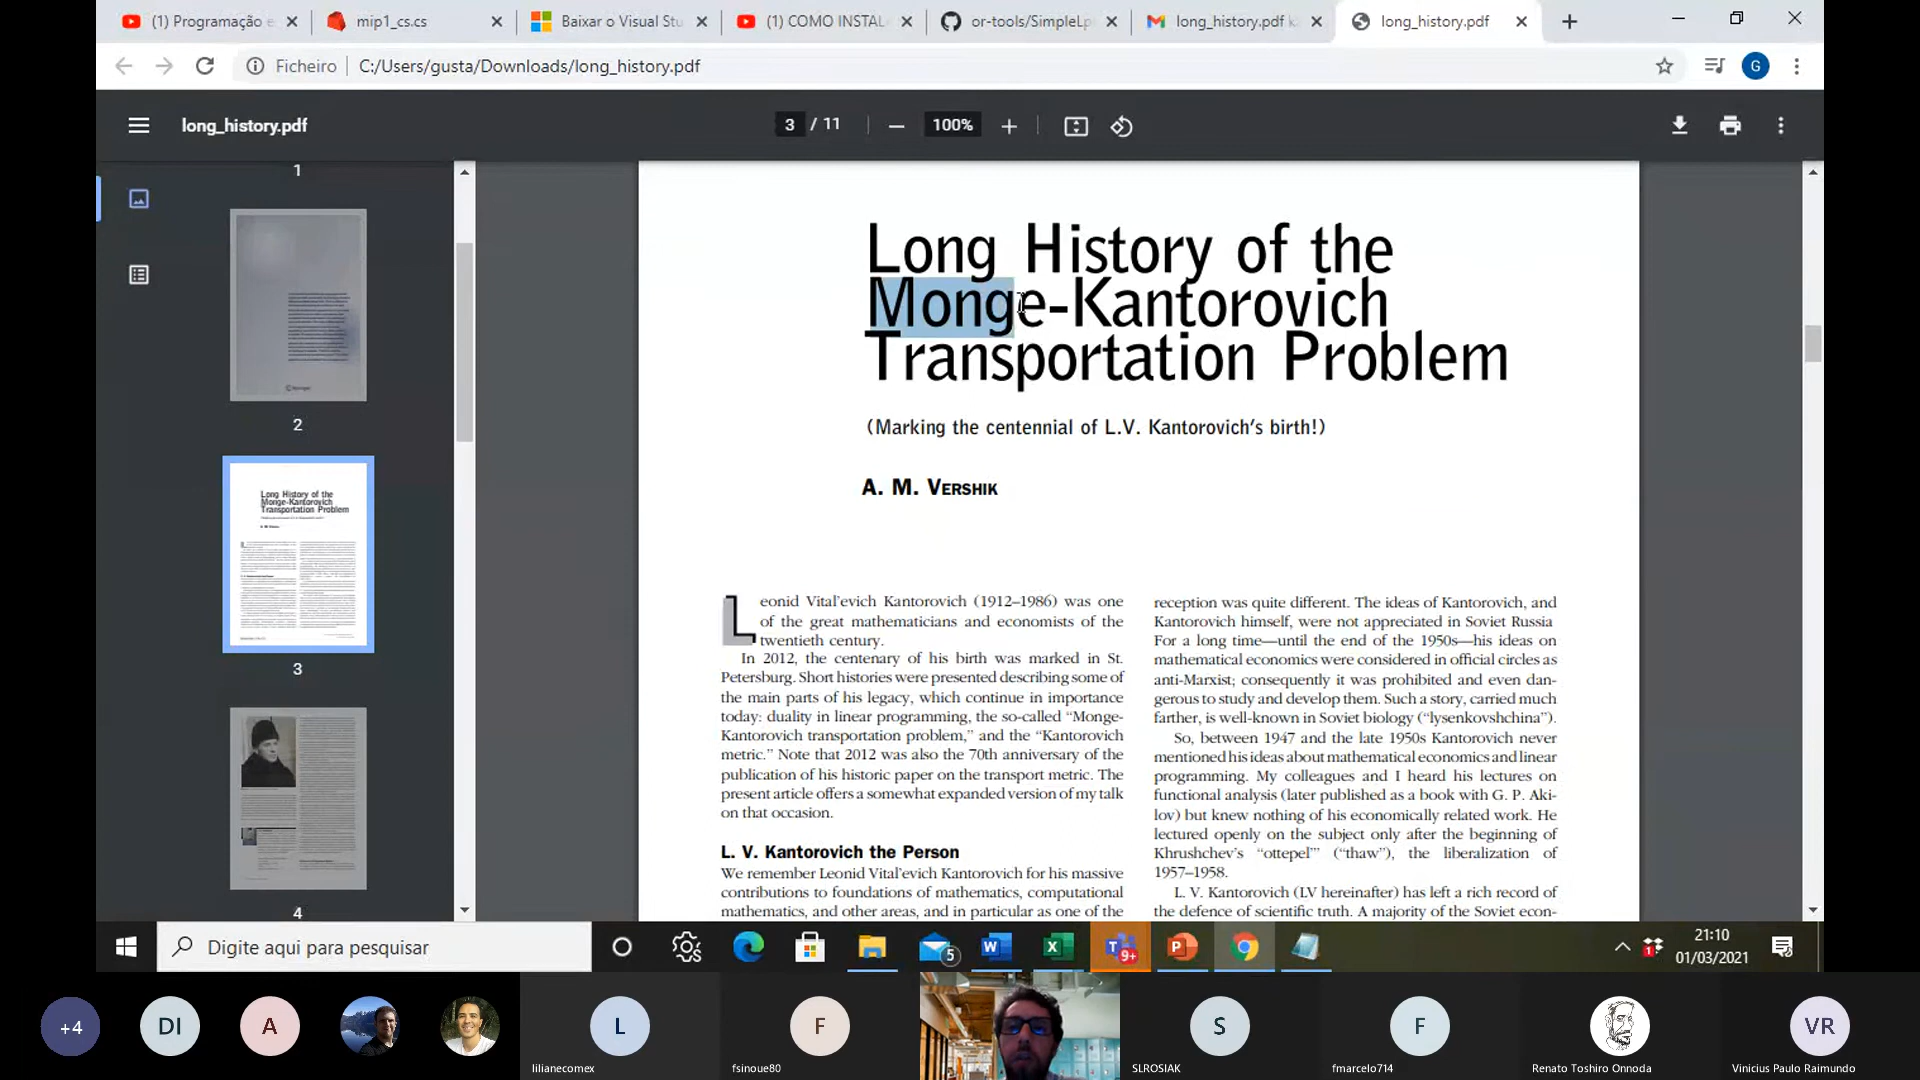 (1) Programação e
mip1_cs.cs
Baixar o Visual Stu
(1) COMO INSTAL
or-tools/SimpleLp
long_history.pdf k
long_history.pdf
Ficheiro
C:/Users/gusta/Downloads/long_history.pdf
G
long_history.pdf
3 / 11
100%
1
2
3
4
Long History of the
Monge-Kantorovich
Transportation Problem
(Marking the centennial of L.V. Kantorovich's birth!)
A. M. VERSHIK
Leonid Vital'evich Kantorovich (1912–1986) was one
of the great mathematicians and economists of the
twentieth century.
In 2012, the centenary of his birth was marked in St.
Petersburg. Short histories were presented describing some of
the main parts of his legacy, which continue in importance
today: duality in linear programming, the so-called "Monge-
Kantorovich transportation problem," and the "Kantorovich
metric." Note that 2012 was also the 70th anniversary of the
publication of his historic paper on the transport metric. The
present article offers a somewhat expanded version of my talk
on that occasion.
L. V. Kantorovich the Person
We remember Leonid Vital'evich Kantorovich for his massive
contributions to foundations of mathematics, computational
mathematics, and other areas, and in particular as one of the
reception was quite different. The ideas of Kantorovich, and
Kantorovich himself, were not appreciated in Soviet Russia
For a long time—until the end of the 1950s—his ideas on
mathematical economics were considered in official circles as
anti-Marxist; consequently it was prohibited and even dan-
gerous to study and develop them. Such a story, carried much
farther, is well-known in Soviet biology ("lysenkovshchina").
So, between 1947 and the late 1950s Kantorovich never
mentioned his ideas about mathematical economics and linear
programming. My colleagues and I heard his lectures on
functional analysis (later published as a book with G. P. Aki-
lov) but knew nothing of his economically related work. He
lectured openly on the subject only after the beginning of
Khrushchev's "ottepel'" ("thaw"), the liberalization of
1957–1958.
L. V. Kantorovich (LV hereinafter) has left a rich record of
the defence of scientific truth. A majority of the Soviet econ-
Long History of the
Monge-Kantorovich
Transportation Problem
Digite aqui para pesquisar
5
9+
1
21:10
01/03/2021
+4
DI
A
L
lilianecomex
F
fsinoue80
S
SLROSIAK
F
fmarcelo714
Renato Toshiro Onnoda
VR
Vinicius Paulo Raimundo